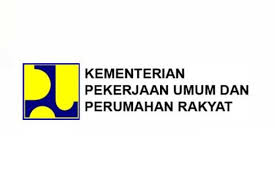 KEMENTERIAN
PEKERJAAN UMUM DAN
PERUMAHAN RAKYAT